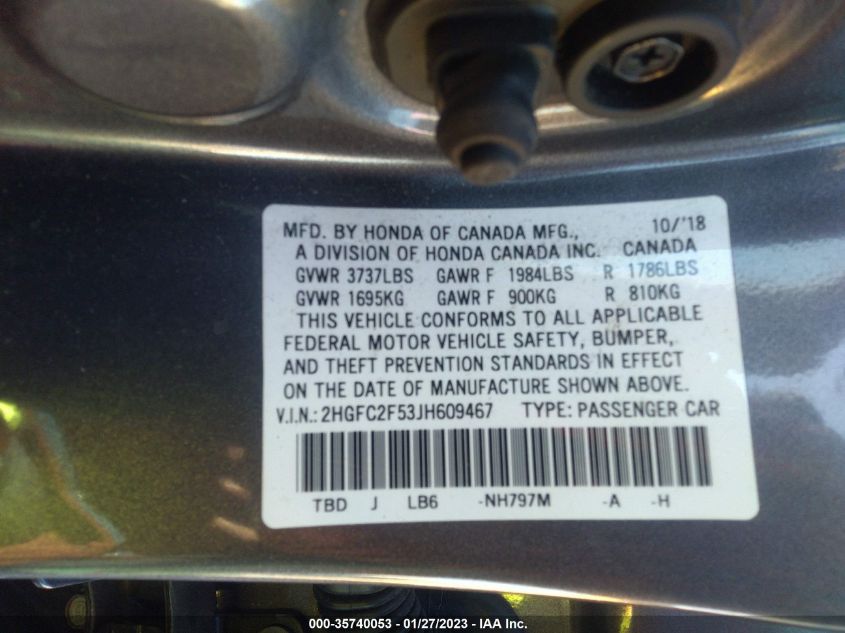 MFD. BY HONDA OF CANADA MFG., 10/'18
A DIVISION OF HONDA CANADA INC. CANADA
GVWR 3737LBS GAWR F 1984LBS R 1786LBS
GVWR 1695KG GAWR F 900KG R 810KG
THIS VEHICLE CONFORMS TO ALL APPLICABLE
FEDERAL MOTOR VEHICLE SAFETY, BUMPER,
AND THEFT PREVENTION STANDARDS IN EFFECT
ON THE DATE OF MANUFACTURE SHOWN ABOVE.
V.I.N.: 2HGFC2F53JH609467 TYPE: PASSENGER CAR
TBD J LB6 -NH797M -A -H
000-35740053 - 01/27/2023 - IAA Inc.